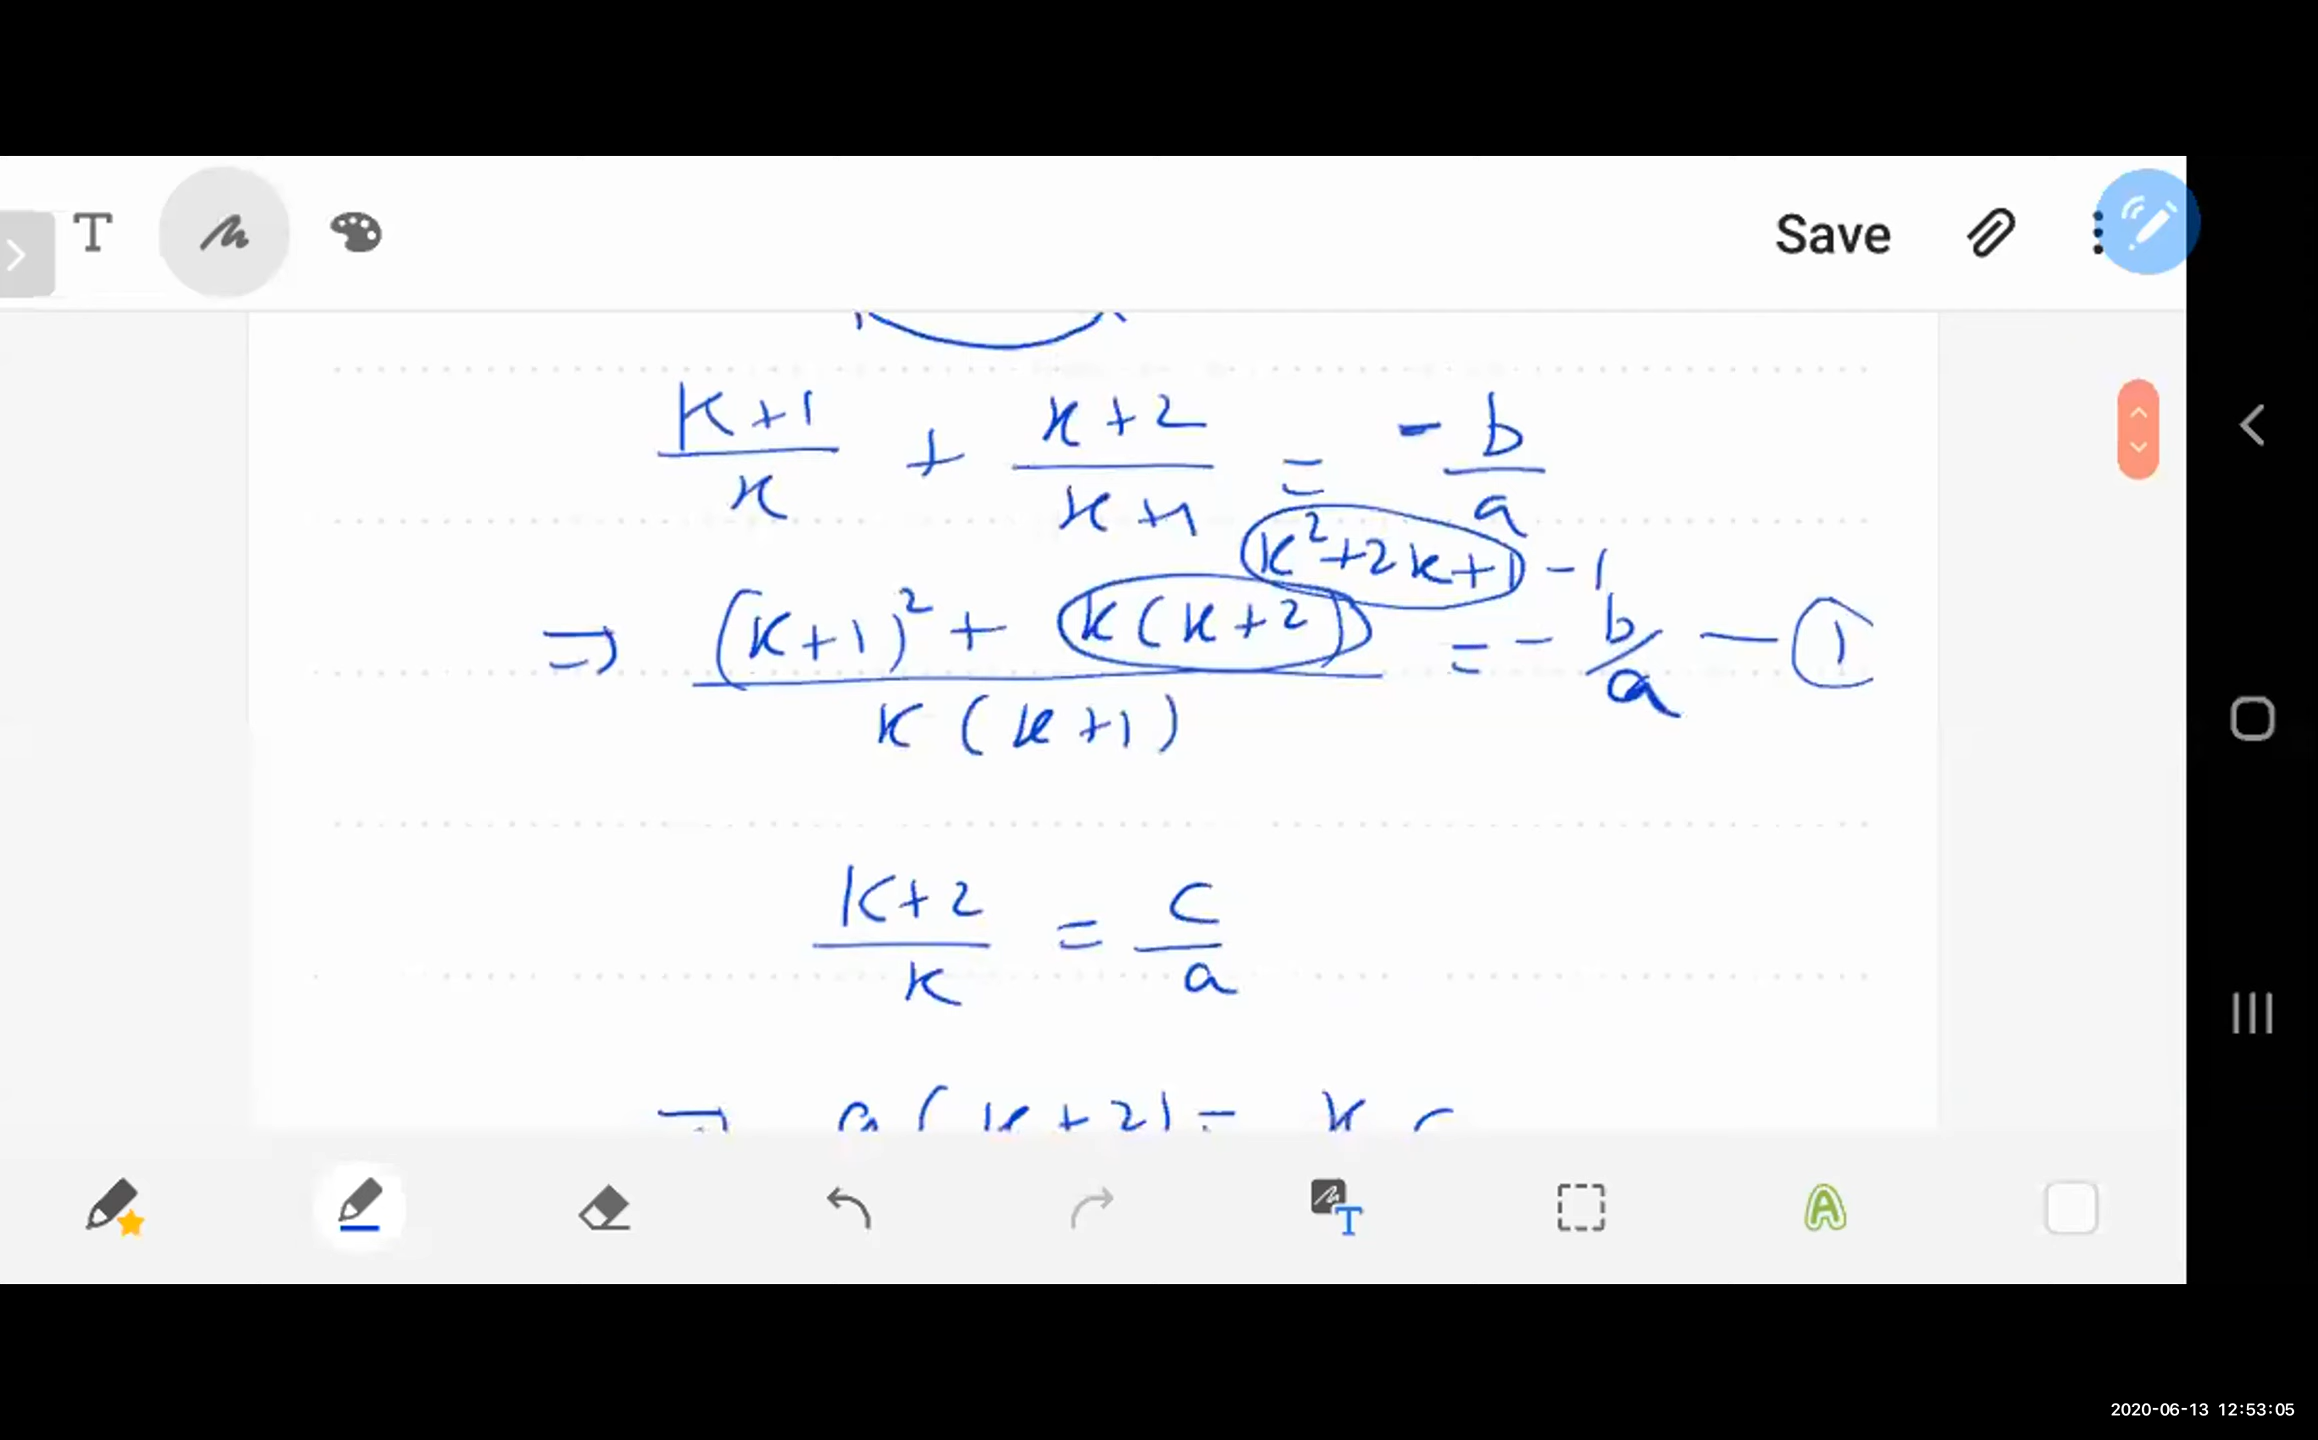 T Save
K+1/K + K+2/K+1 = -b/a
K²+2K+1 - 1
⇒ (K+1)² + K(K+2) / K(K+1) = -b/a — ①
K+2/K = c/a
⇒ a(K+2) = K c
T A
2020-06-13 12:53:05